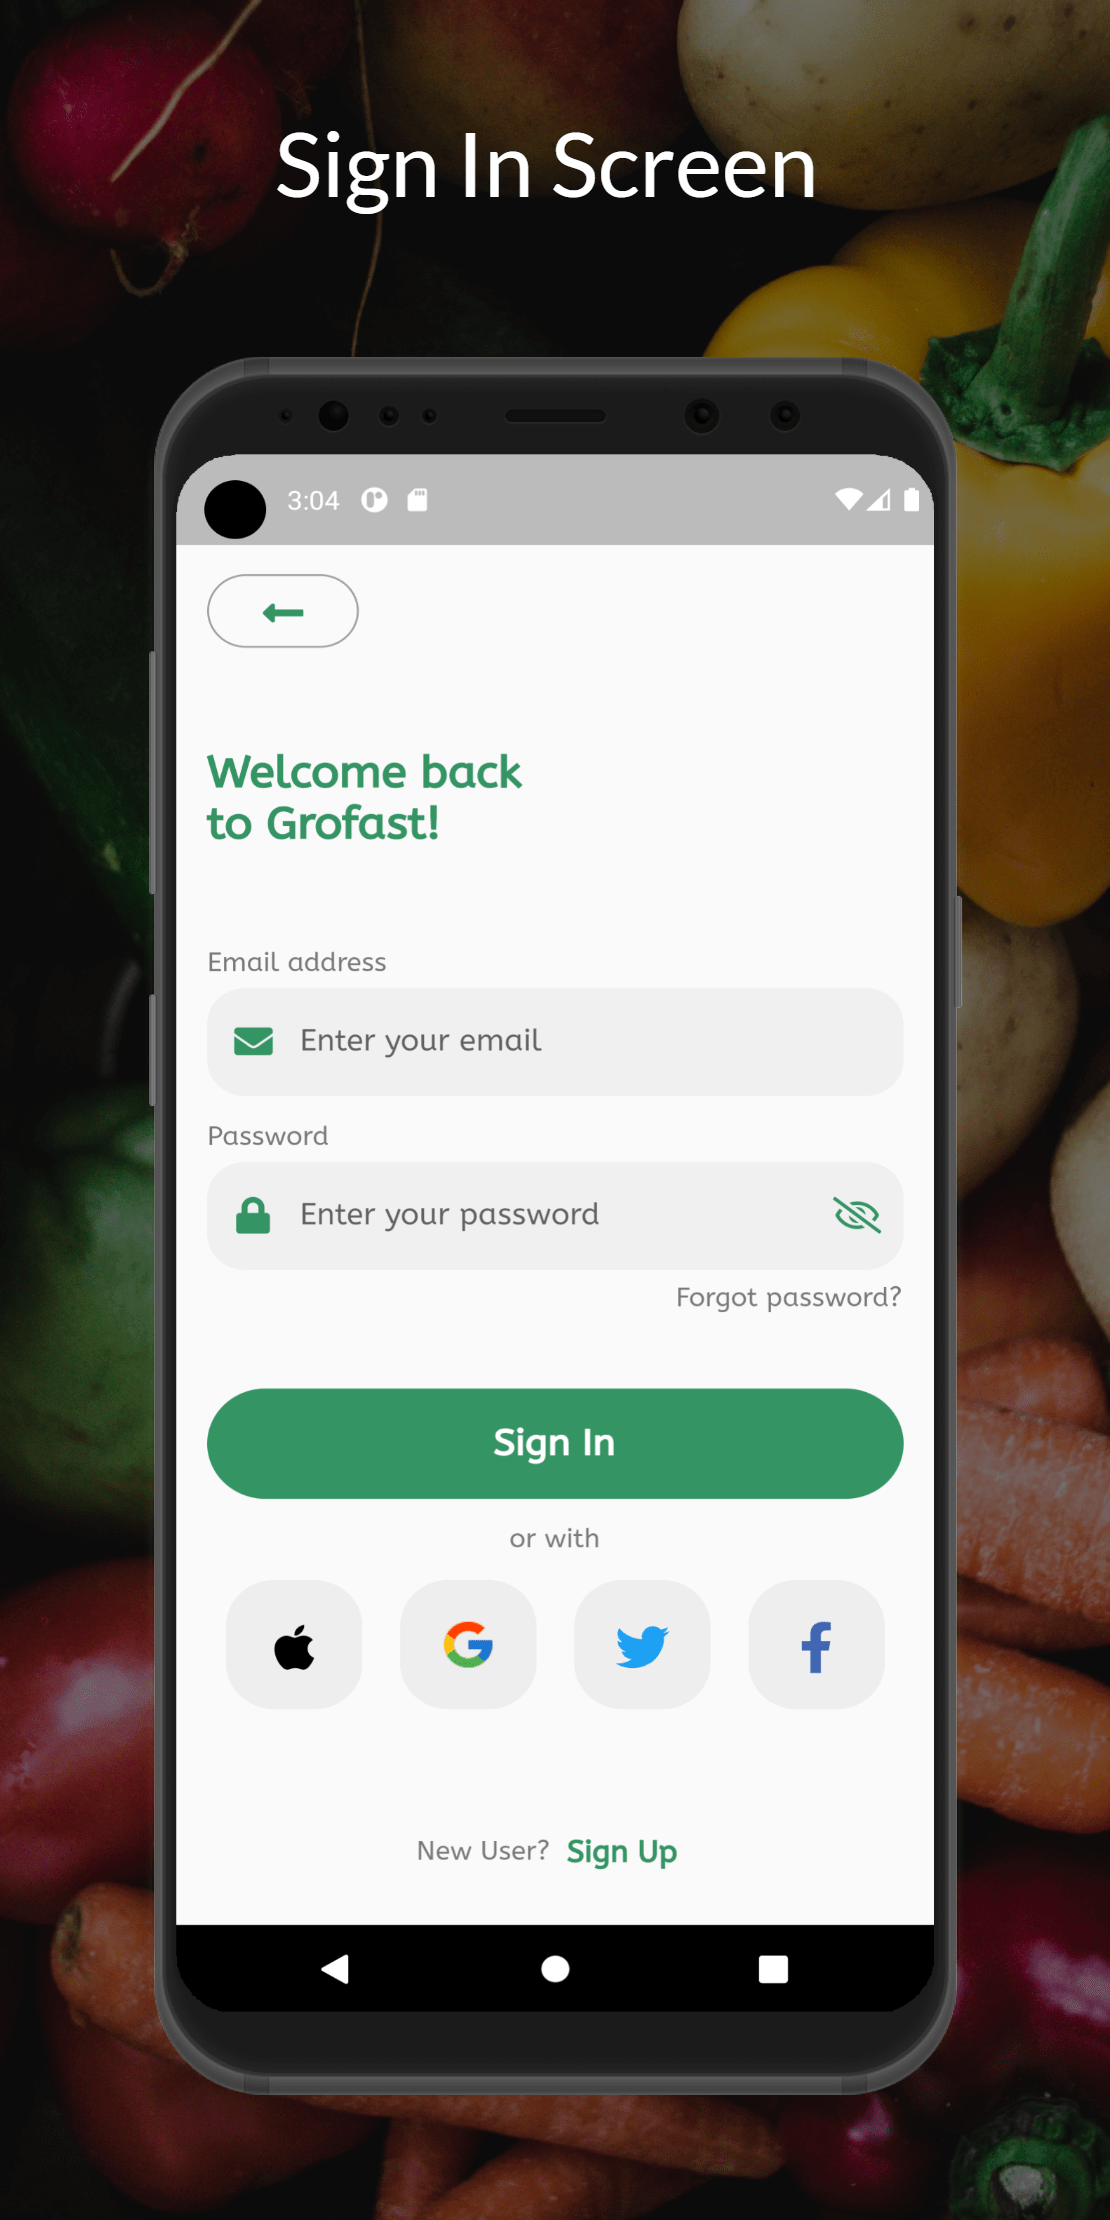 Sign In Screen
3:04
Welcome back
to Grofast!
Email address
Enter your email
Password
Enter your password
Forgot password?
Sign In
or with
New User? Sign Up